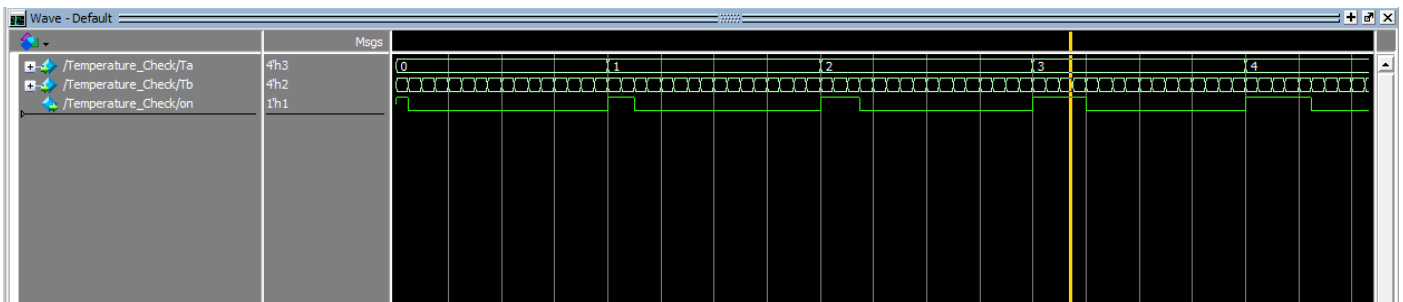 Wave - Default
Msgs
/Temperature_Check/Ta 4'h3 0 1 2 3 4
/Temperature_Check/Tb 4'h2
/Temperature_Check/on 1'h1